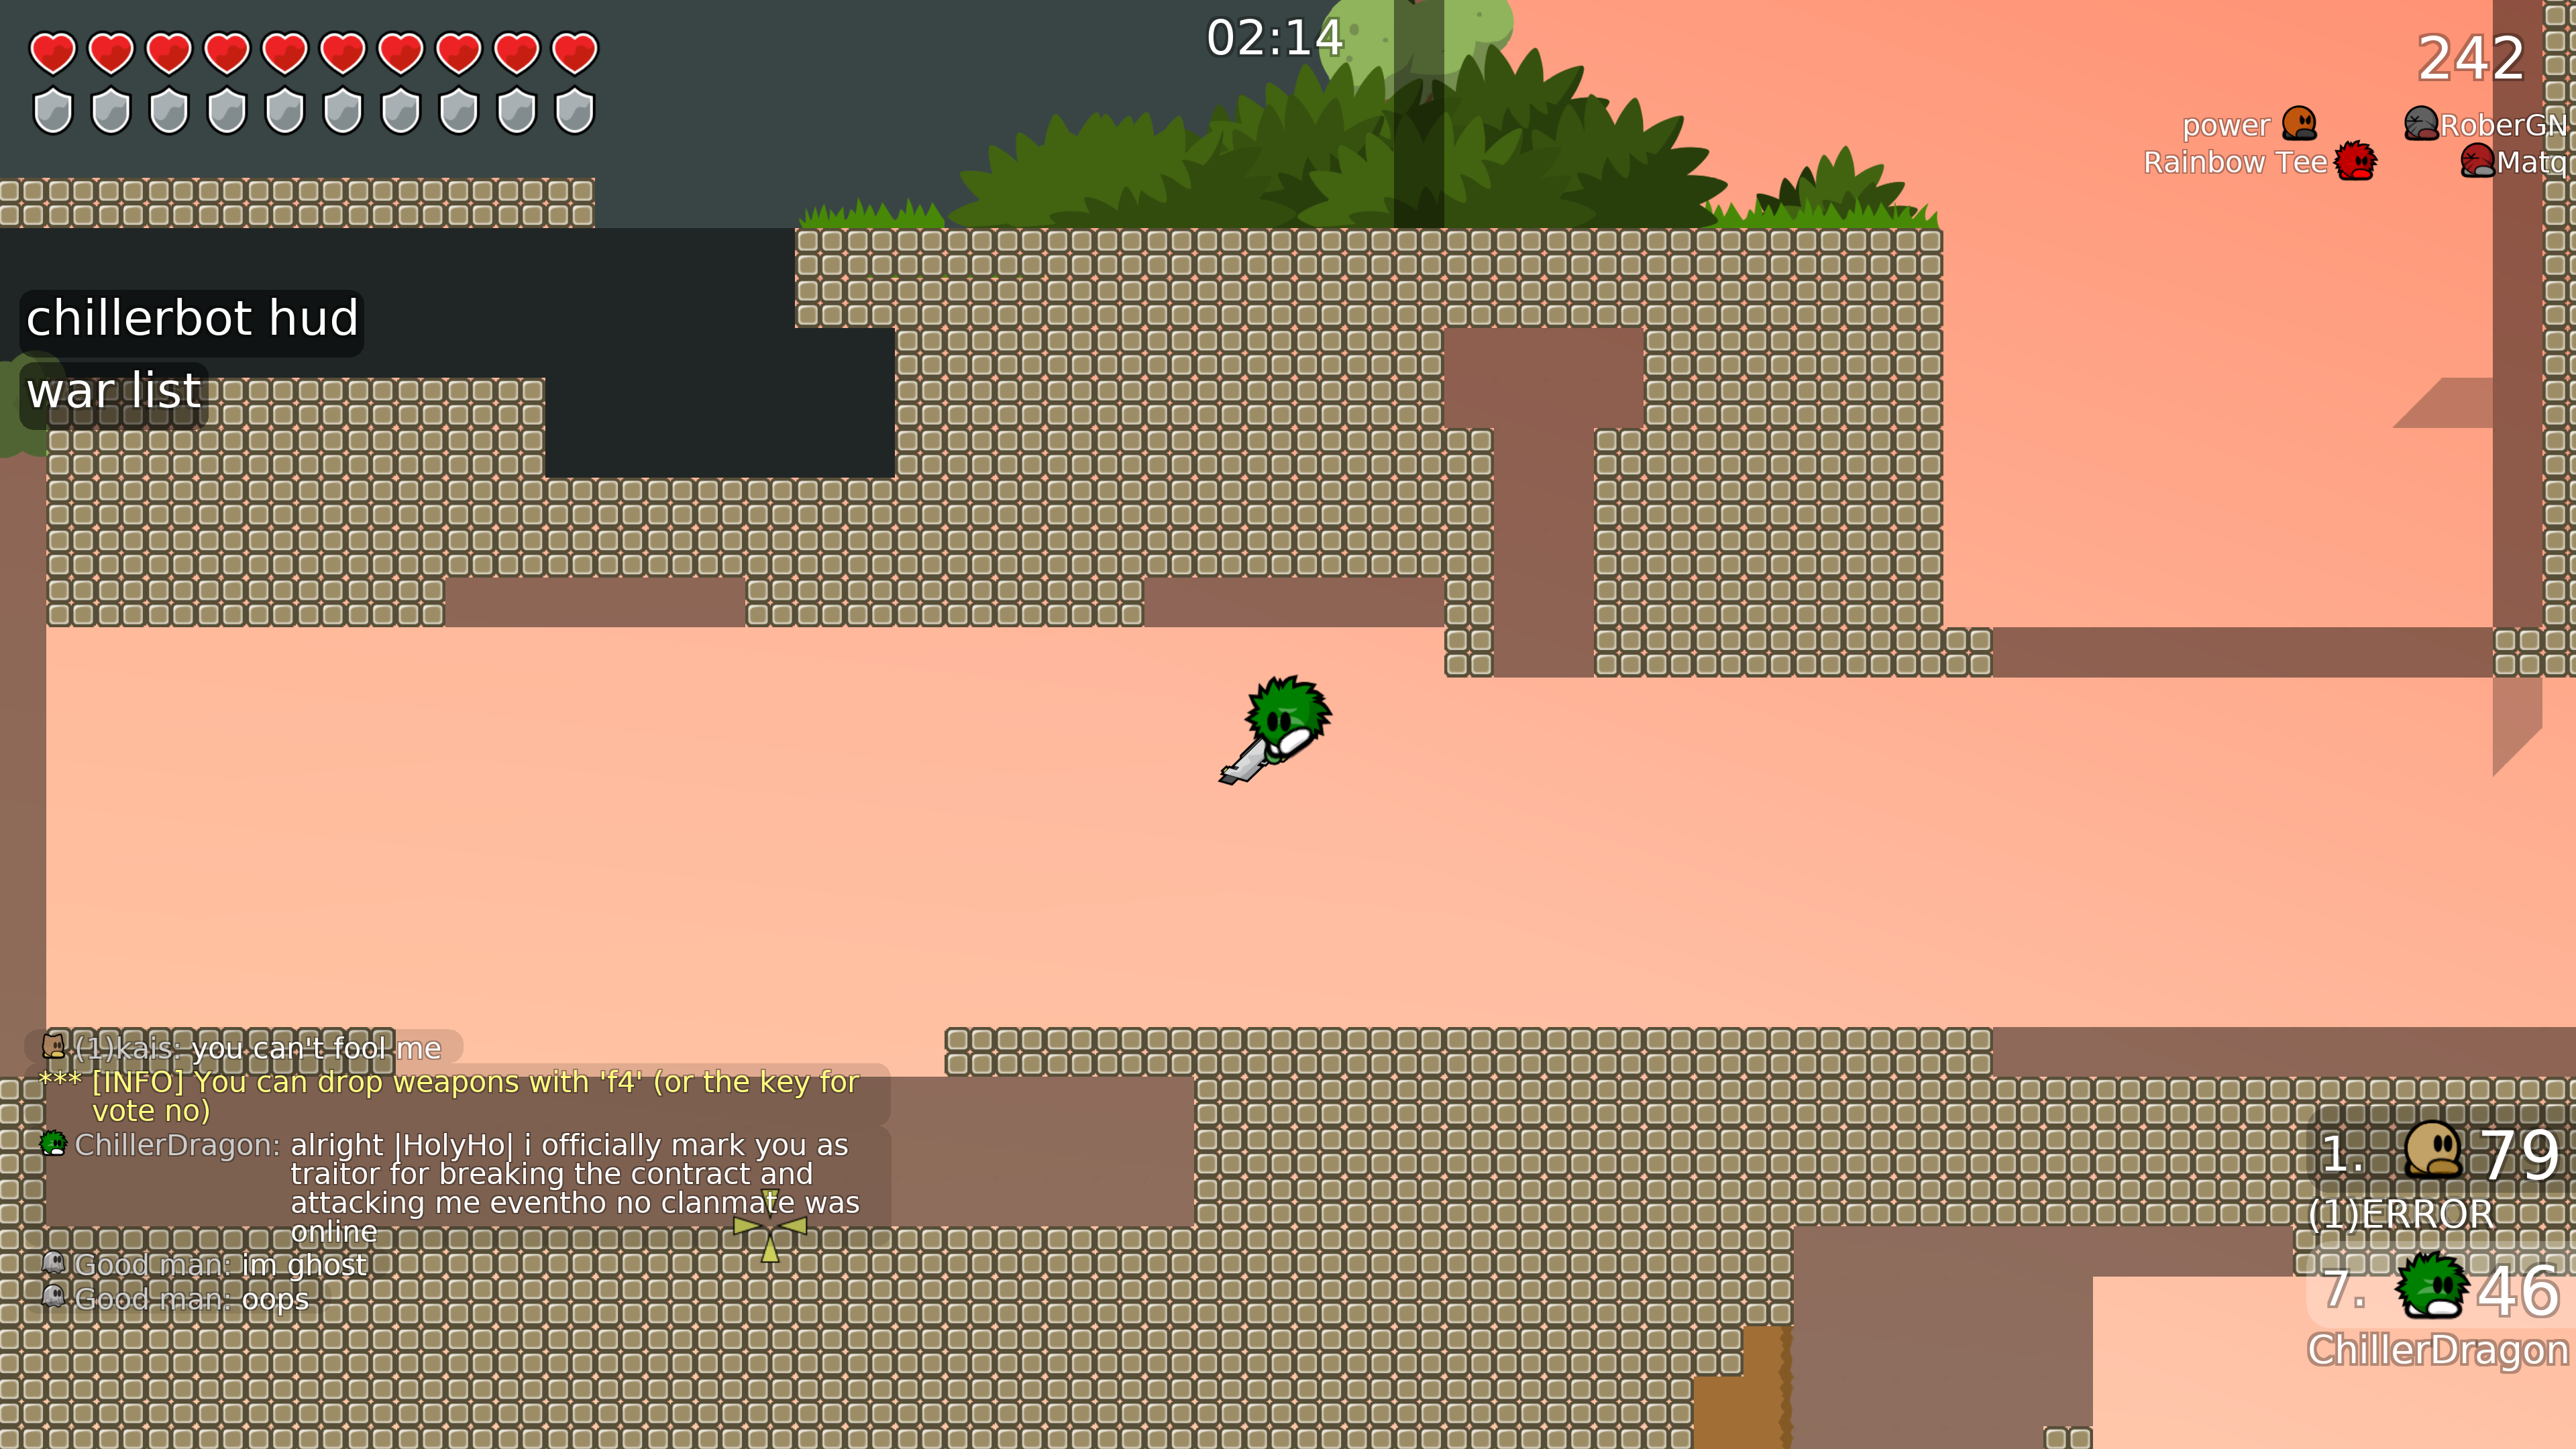 02:14
242
power RoberGN
Rainbow Tee Matq
chillerbot hud
war list
(1)kais: you can't fool me
*** [INFO] You can drop weapons with 'f4' (or the key for
vote no)
ChillerDragon: alright |HolyHo| i officially mark you as
traitor for breaking the contract and
attacking me eventho no clanmate was
online
Good man: im ghost
Good man: oops
1. 79
(1)ERROR
7. 46
ChillerDragon